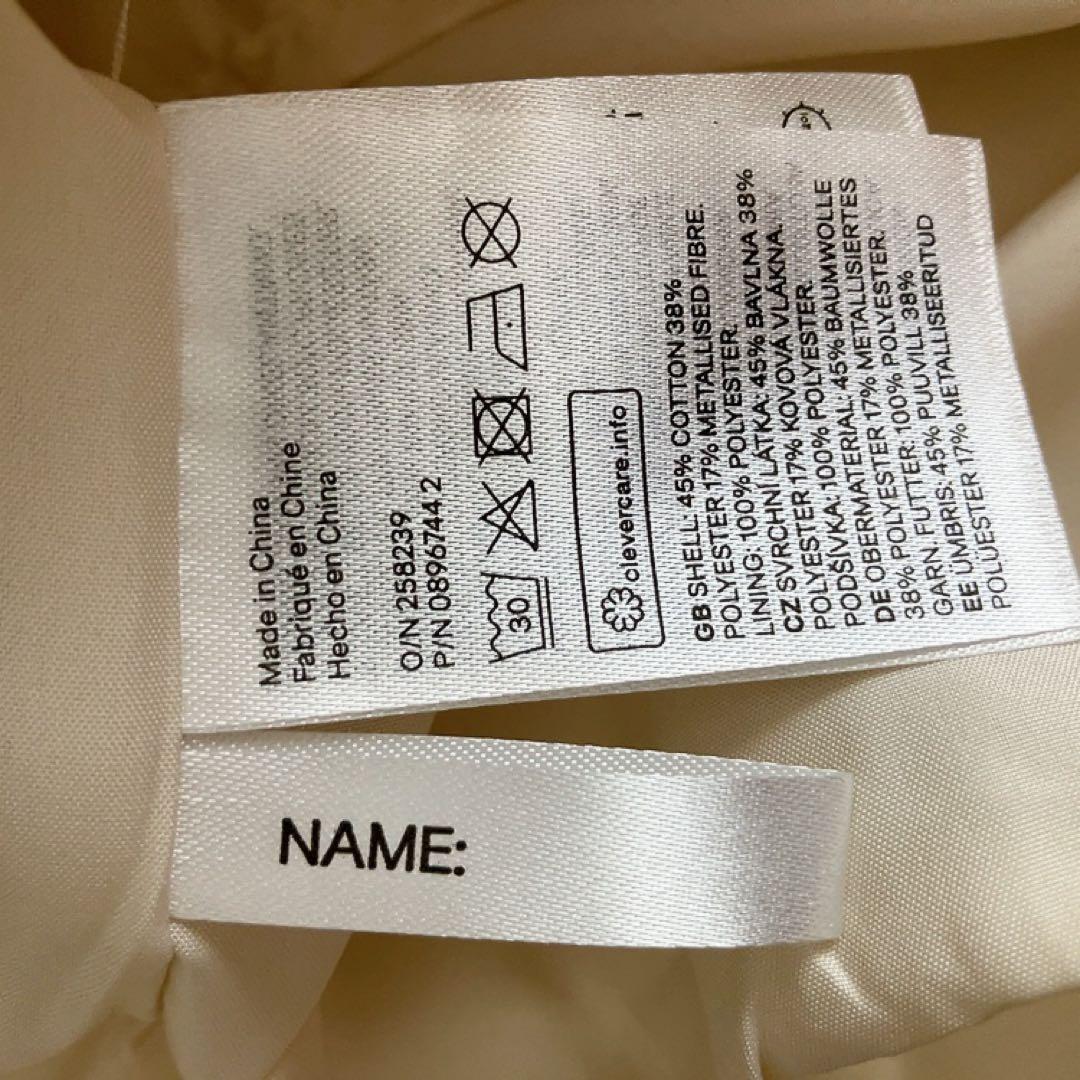 Made in China
Fabriqué en Chine
Hecho en China
O/N 258239
P/N 08967442
30
clevercare.info
GB SHELL: 45% COTTON 38%
POLYESTER 17% METALLISED FIBRE.
LINING: 100% POLYESTER.
CZ SVRCHNÍ LÁTKA: 45% BAVLNA 38%
POLYESTER 17% KOVOVÁ VLÁKNA.
PODŠÍVKA: 100% POLYESTER.
DE OBERMATERIAL: 45% BAUMWOLLE
38% POLYESTER 17% METALLISIERTES
GARN. FUTTER: 100% POLYESTER.
EE ÜMBRIS: 45% PUUVILL 38%
POLÜESTER 17% METALLISEERITUD
NAME: